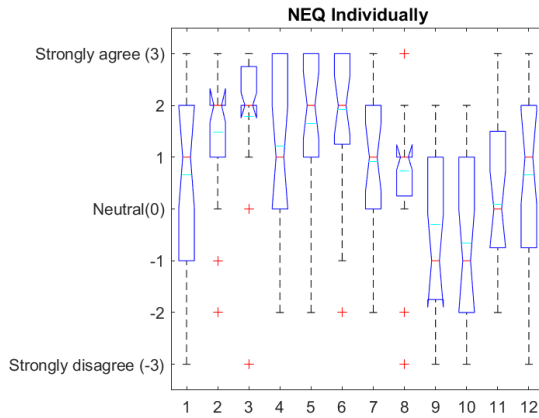 NEQ Individually
Strongly agree (3)
2
1
Neutral(0)
-1
-2
Strongly disagree (-3)
1 2 3 4 5 6 7 8 9 10 11 12